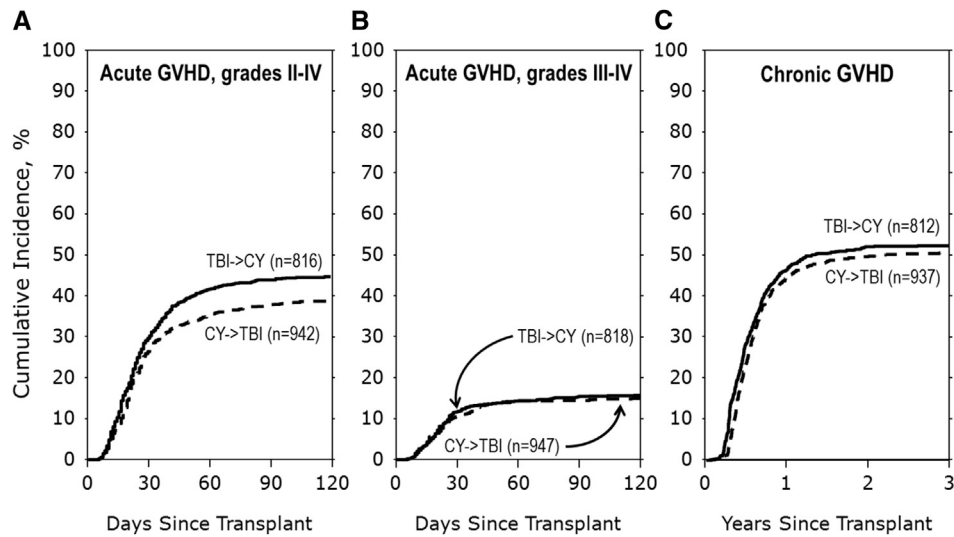 A
B
C
Cumulative Incidence, %
100
90
80
70
60
50
40
30
20
10
0
Acute GVHD, grades II-IV
TBI->CY (n=816)
CY->TBI (n=942)
0 30 60 90 120
Days Since Transplant
100
90
80
70
60
50
40
30
20
10
0
Acute GVHD, grades III-IV
TBI->CY (n=818)
CY->TBI (n=947)
0 30 60 90 120
Days Since Transplant
100
90
80
70
60
50
40
30
20
10
0
Chronic GVHD
TBI->CY (n=812)
CY->TBI (n=937)
0 1 2 3
Years Since Transplant